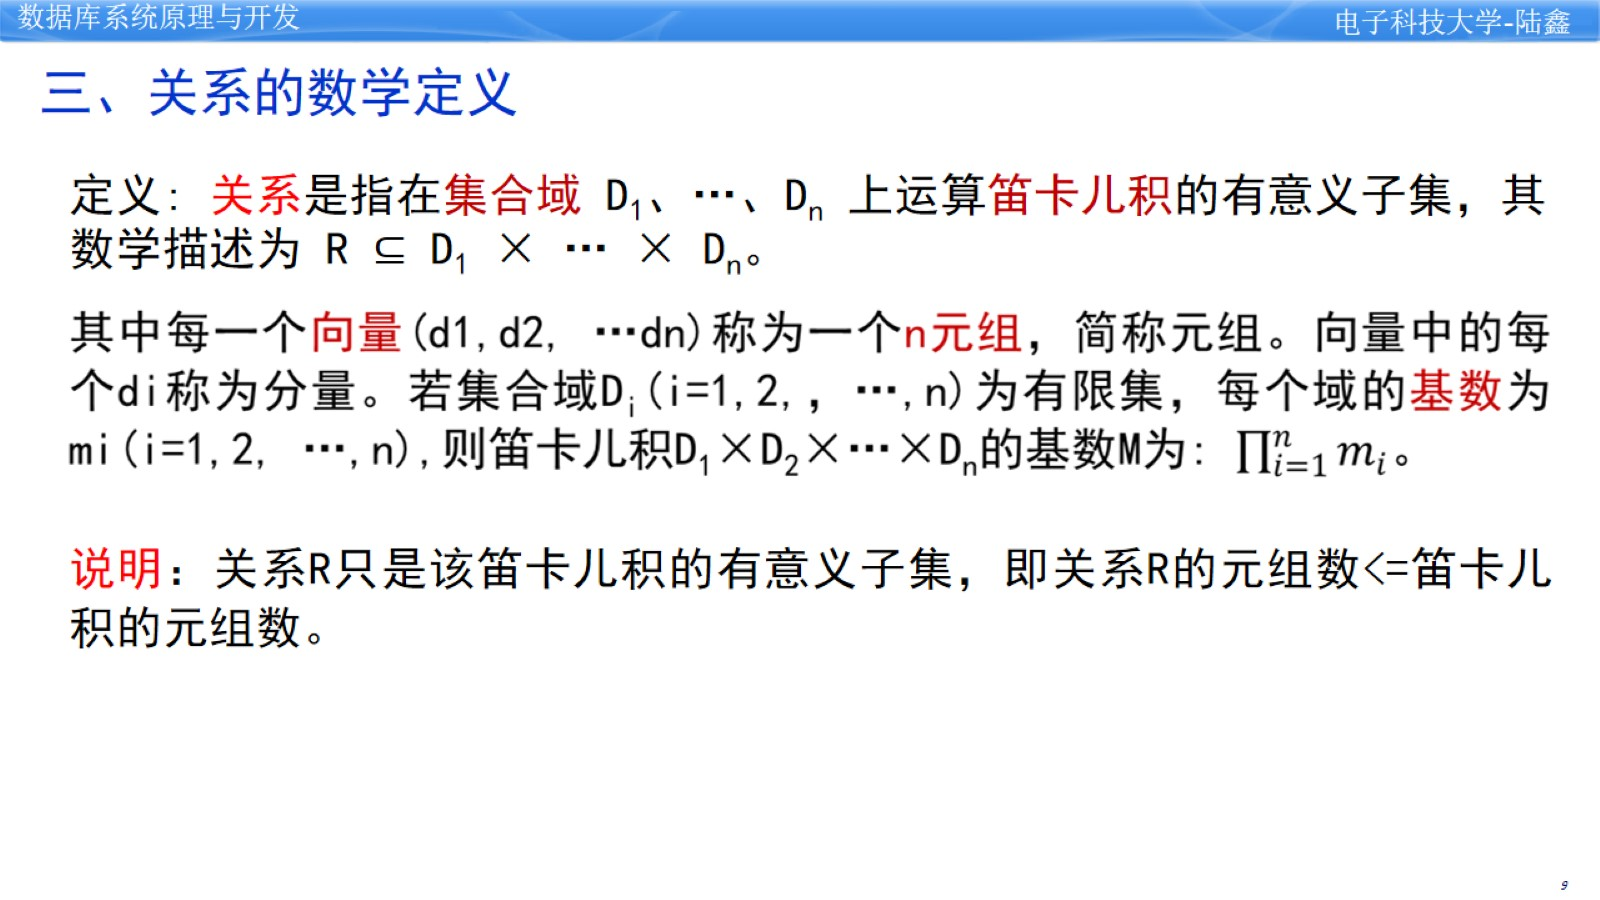 数据库系统原理与开发
电子科技大学-陆鑫
三、关系的数学定义
定义：关系是指在集合域 D₁、…、Dₙ 上运算笛卡儿积的有意义子集，其
数学描述为 R ⊆ D₁ × … × Dₙ。
其中每一个向量(d1,d2, …dn)称为一个n元组，简称元组。向量中的每
个di称为分量。若集合域Dᵢ(i=1,2,，…,n)为有限集，每个域的基数为
mi(i=1,2, …,n),则笛卡儿积D₁×D₂×…×Dₙ的基数M为: ∏ⁿᵢ₌₁ mᵢ。
说明：关系R只是该笛卡儿积的有意义子集，即关系R的元组数<=笛卡儿
积的元组数。
9